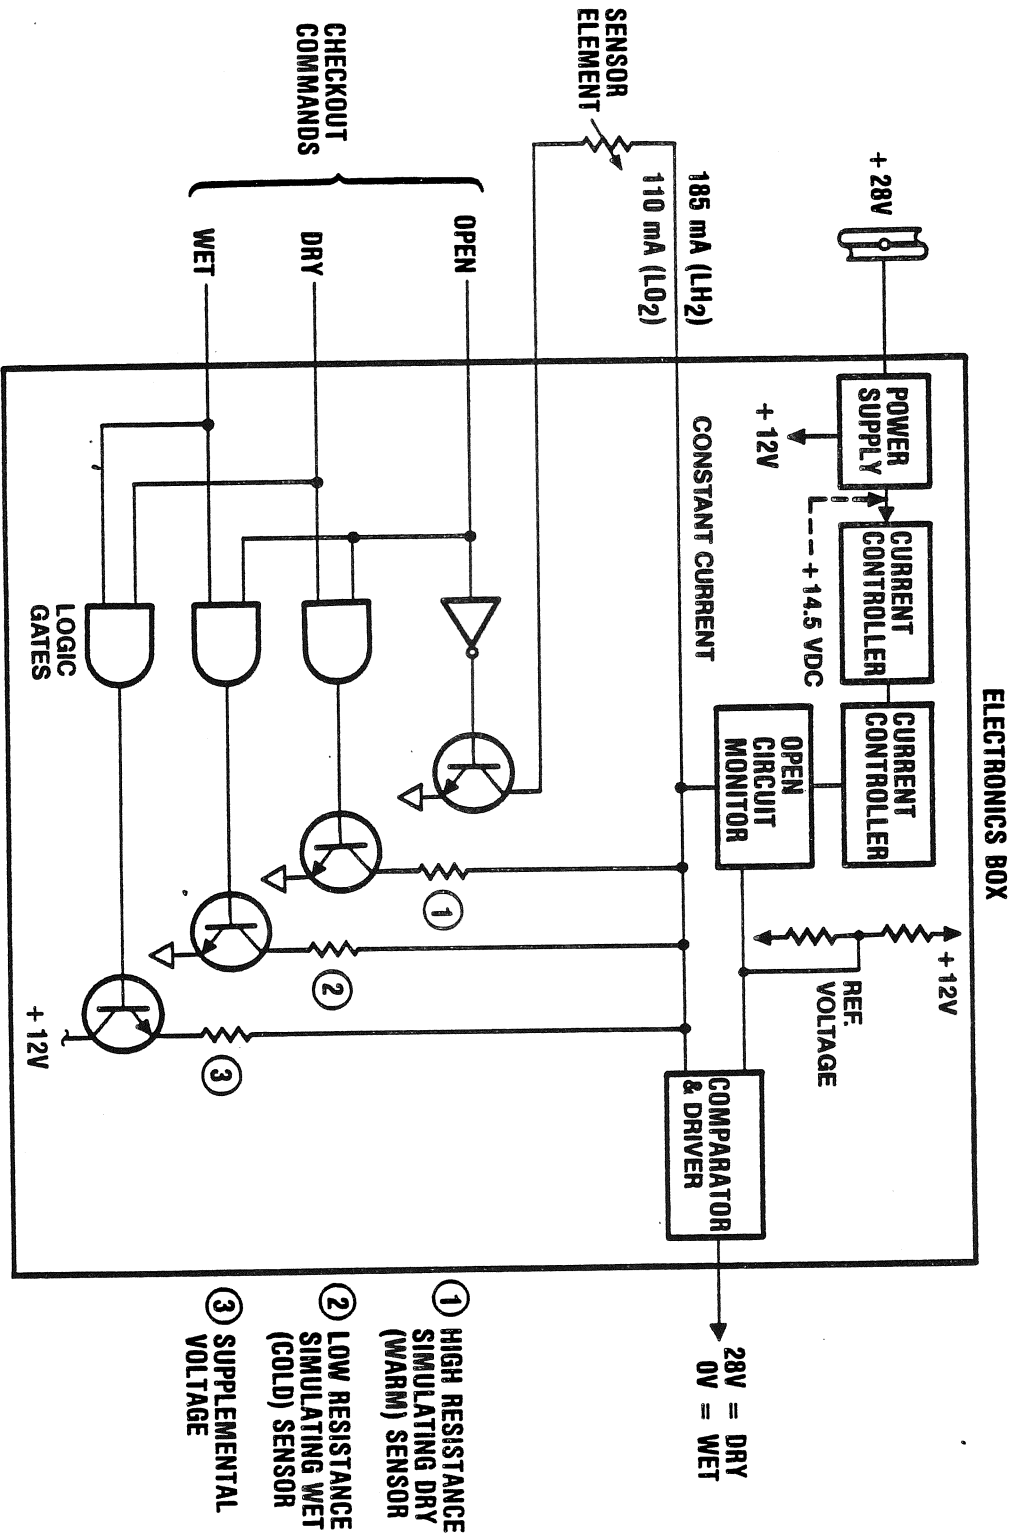 ELECTRONICS BOX
+ 28V
POWER
SUPPLY
+ 12V
+ 14.5 VDC
CURRENT
CONTROLLER
CURRENT
CONTROLLER
+ 12V
REF.
VOLTAGE
OPEN
CIRCUIT
MONITOR
COMPARATOR
& DRIVER
28V = DRY
0V = WET
SENSOR
ELEMENT
185 mA (LH2)
110 mA (LO2)
CONSTANT CURRENT
CHECKOUT
COMMANDS
OPEN
DRY
WET
LOGIC
GATES
1
2
3
+ 12V
1 HIGH RESISTANCE
SIMULATING DRY
(WARM) SENSOR
2 LOW RESISTANCE
SIMULATING WET
(COLD) SENSOR
3 SUPPLEMENTAL
VOLTAGE